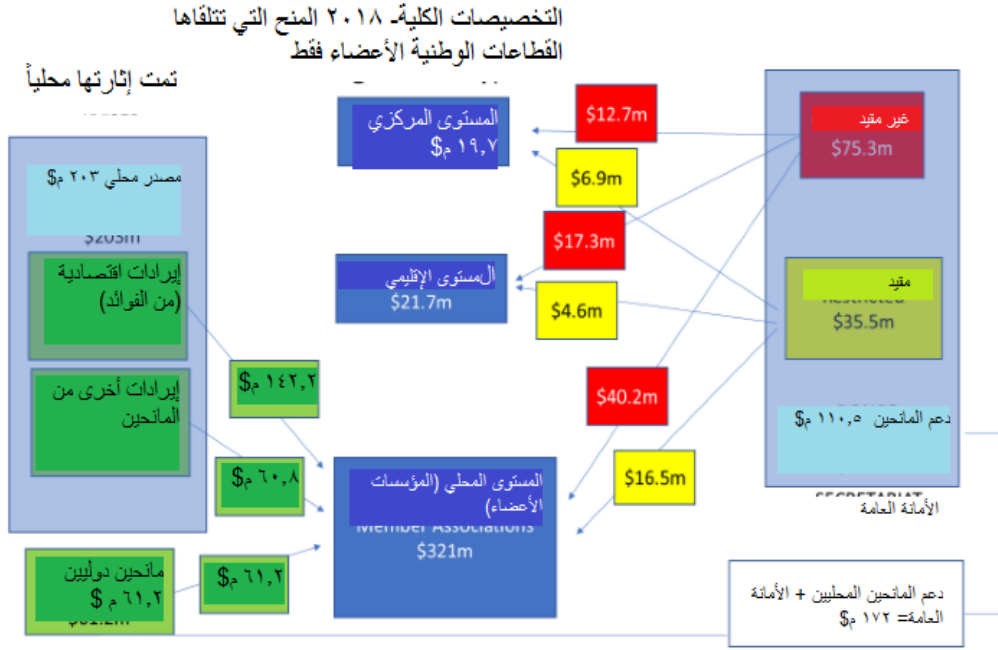 التخصيصات الكلية- ٢٠١٨ المنح التي تتلقاها
القطاعات الوطنية الأعضاء فقط
تمت إثارتها محلياً
مصدر محلي ٢٠٣ م$
$203m
إيرادات اقتصادية
(من الفوائد)
إيرادات أخرى من
المانحين
مانحين دوليين
٦١,٢ م $
$61.2m
١٤٢,٢ م$
٦٠,٨ م$
٦١,٢ م$
المستوى المركزي
١٩,٧ م$
المستوى الإقليمي
$21.7m
المستوى المحلي (المؤسسات
الأعضاء)
Member Associations
$321m
$12.7m
$6.9m
$17.3m
$4.6m
$40.2m
$16.5m
غير مقيد
$75.3m
مقيد
Restricted
$35.5m
دعم المانحين ١١٠,٥ م$
SECRETARIAT
الأمانة العامة
دعم المانحين المحليين + الأمانة
العامة= ١٧٢ م$